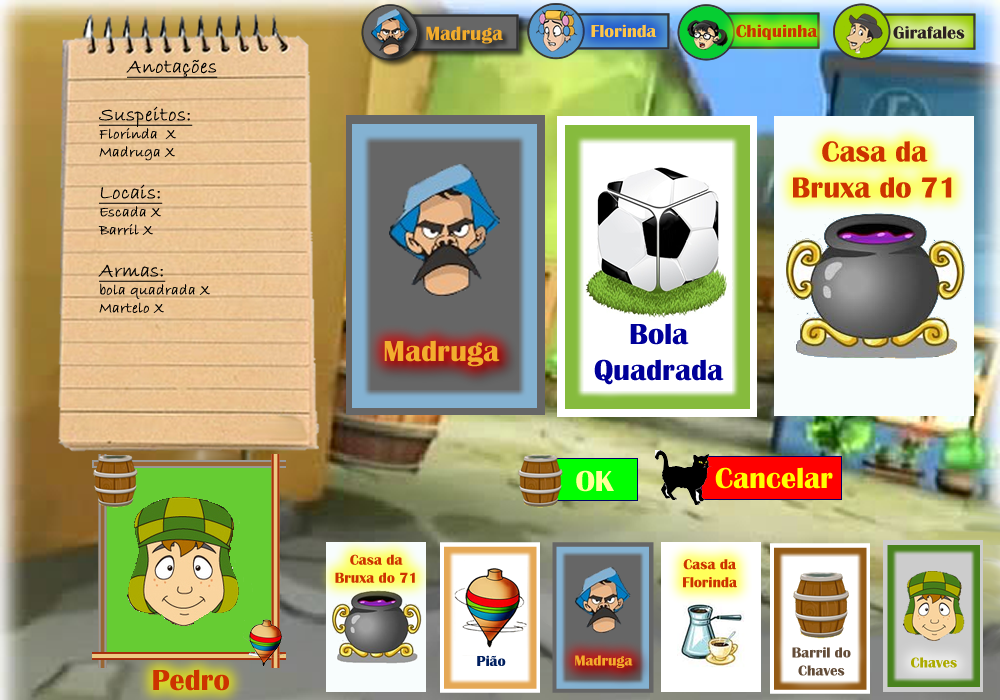 Madruga
Florinda
Chiquinha
Girafales
Anotações
Suspeitos:
Florinda X
Madruga X
Locais:
Escada X
Barril X
Armas:
bola quadrada X
Martelo X
Madruga
Bola
Quadrada
Casa da
Bruxa do 71
OK
Cancelar
Pedro
Casa da
Bruxa do 71
Pião
Madruga
Casa da
Florinda
Barril do
Chaves
Chaves